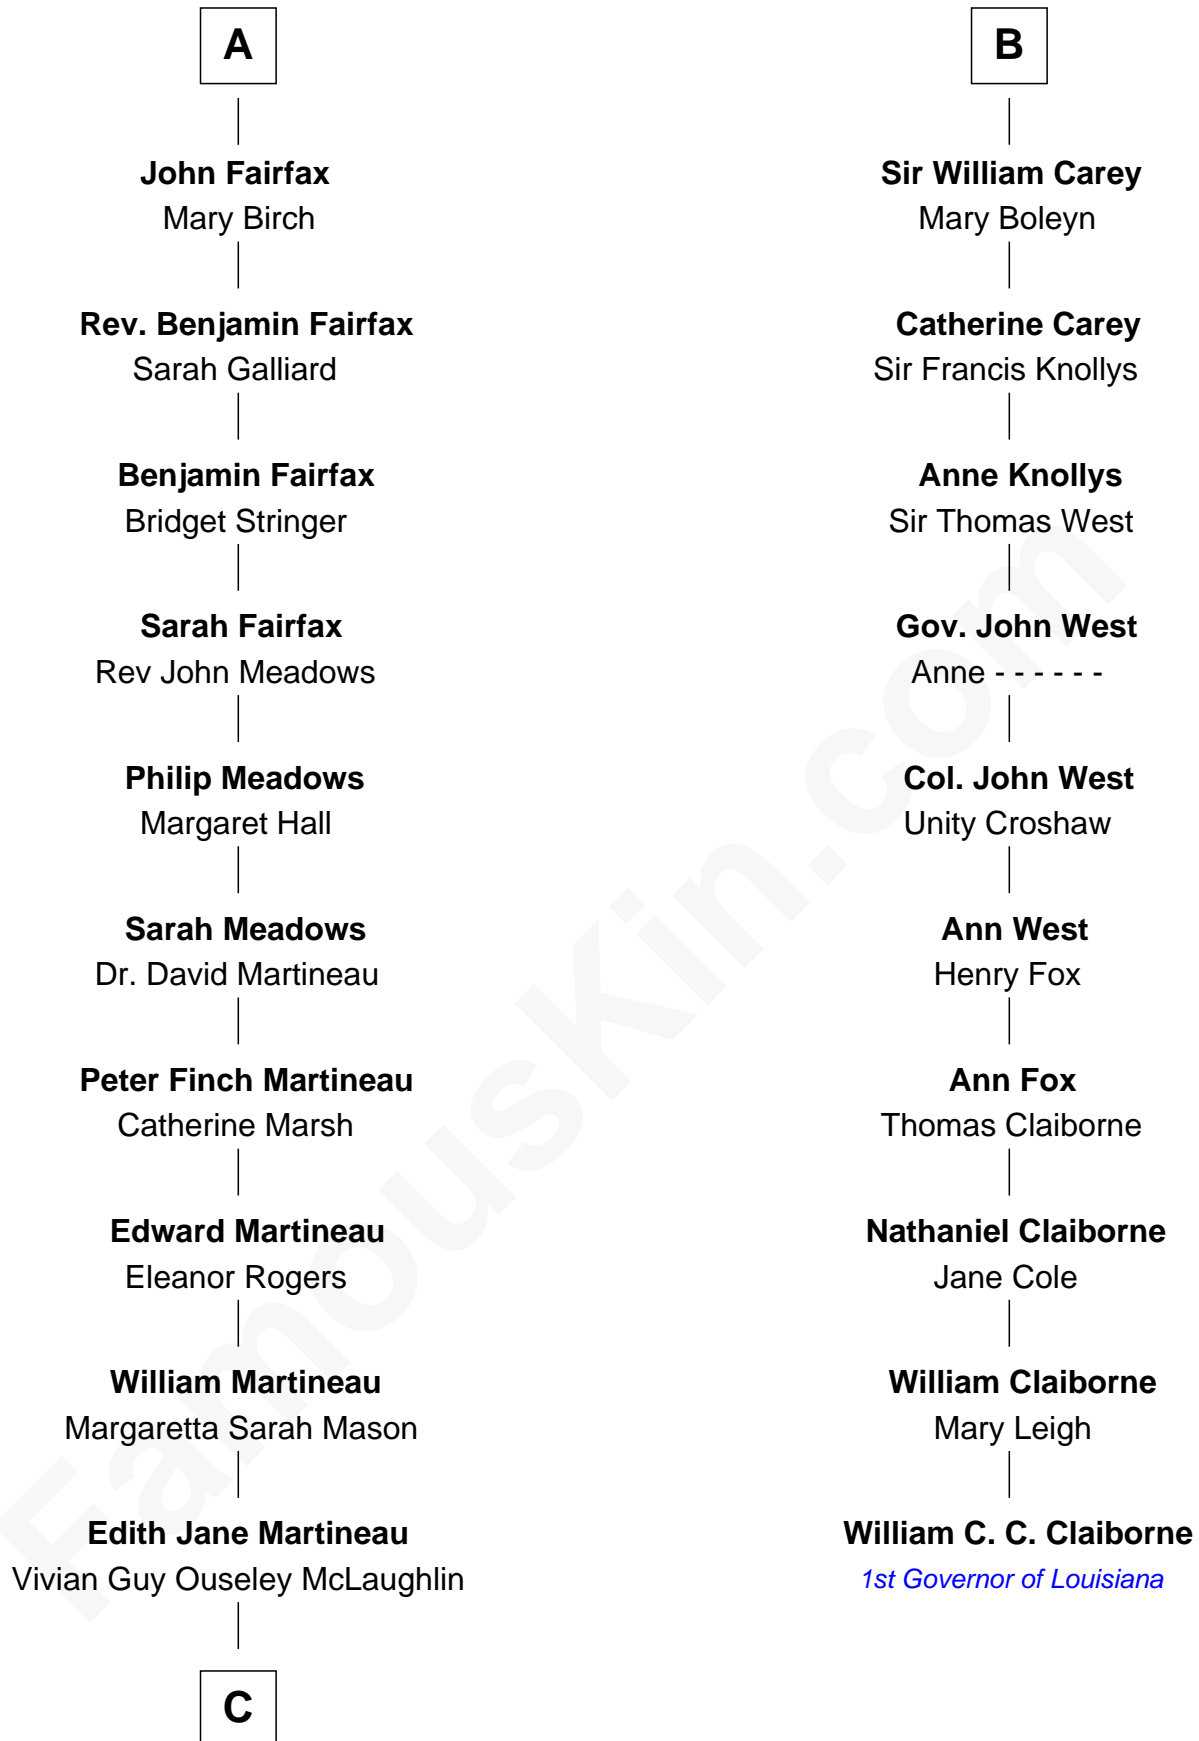 A
John Fairfax
Mary Birch
Rev. Benjamin Fairfax
Sarah Galliard
Benjamin Fairfax
Bridget Stringer
Sarah Fairfax
Rev John Meadows
Philip Meadows
Margaret Hall
Sarah Meadows
Dr. David Martineau
Peter Finch Martineau
Catherine Marsh
Edward Martineau
Eleanor Rogers
William Martineau
Margaretta Sarah Mason
Edith Jane Martineau
Vivian Guy Ouseley McLaughlin
C
B
Sir William Carey
Mary Boleyn
Catherine Carey
Sir Francis Knollys
Anne Knollys
Sir Thomas West
Gov. John West
Anne - - - - - -
Col. John West
Unity Croshaw
Ann West
Henry Fox
Ann Fox
Thomas Claiborne
Nathaniel Claiborne
Jane Cole
William Claiborne
Mary Leigh
William C. C. Claiborne
1st Governor of Louisiana
FamousKin.com